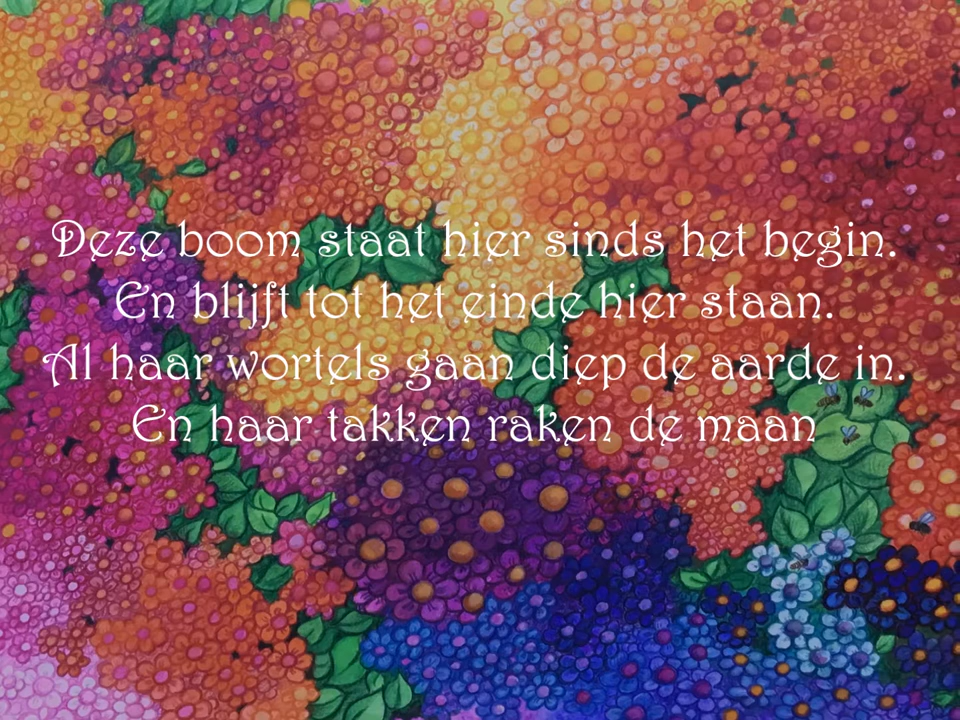 Deze boom staat hier sinds het begin.
En blijft tot het einde hier staan.
Al haar wortels gaan diep de aarde in.
En haar takken raken de maan